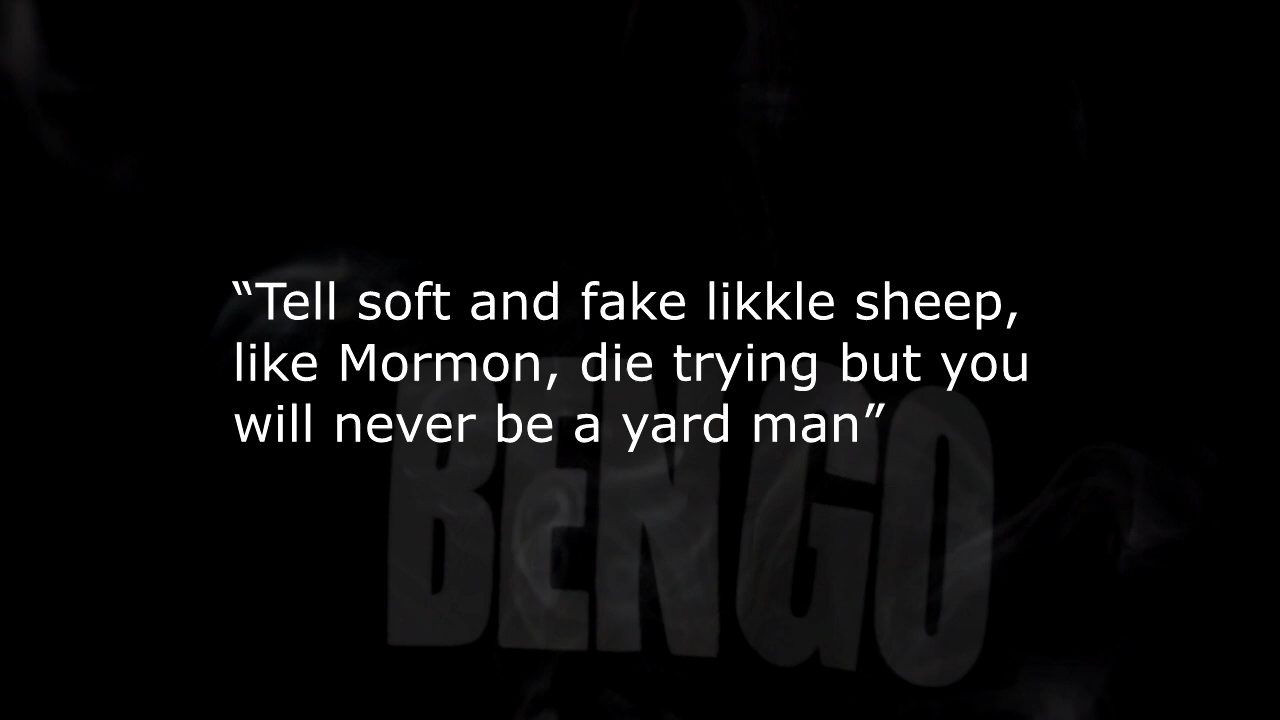 “Tell soft and fake likkle sheep,
like Mormon, die trying but you
will never be a yard man”
BENGO